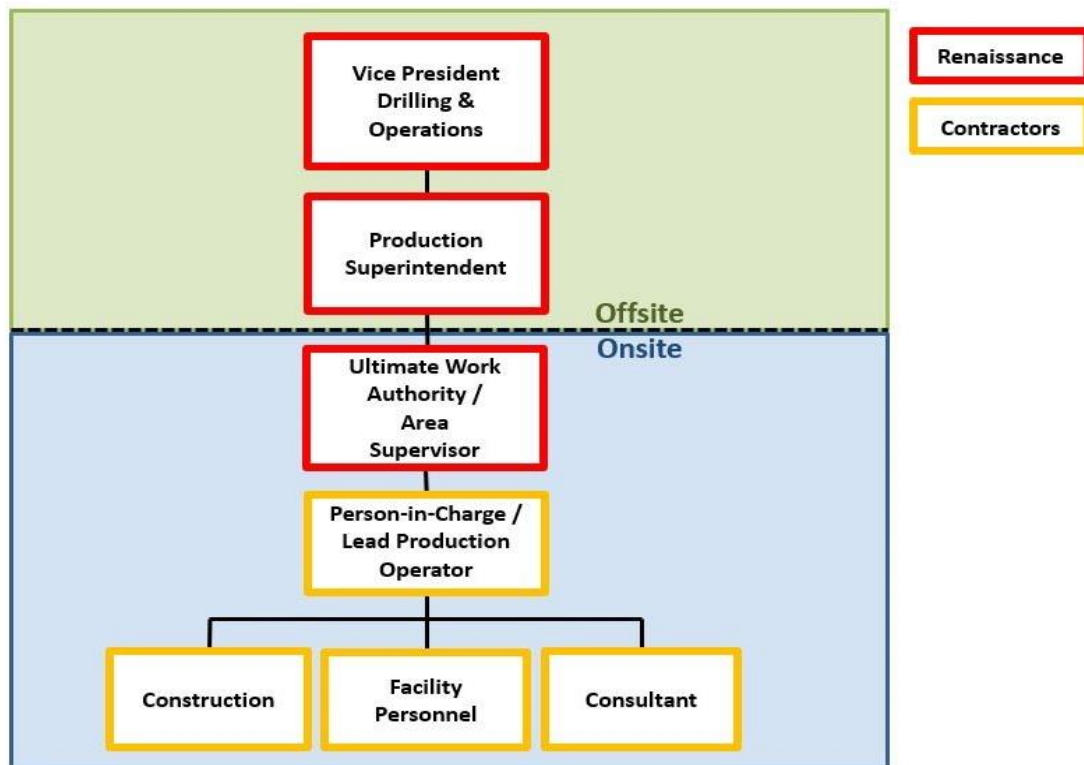 Vice President
Drilling &
Operations
Renaissance
Contractors
Production
Superintendent
Offsite
Onsite
Ultimate Work
Authority /
Area
Supervisor
Person-in-Charge /
Lead Production
Operator
Construction
Facility
Personnel
Consultant